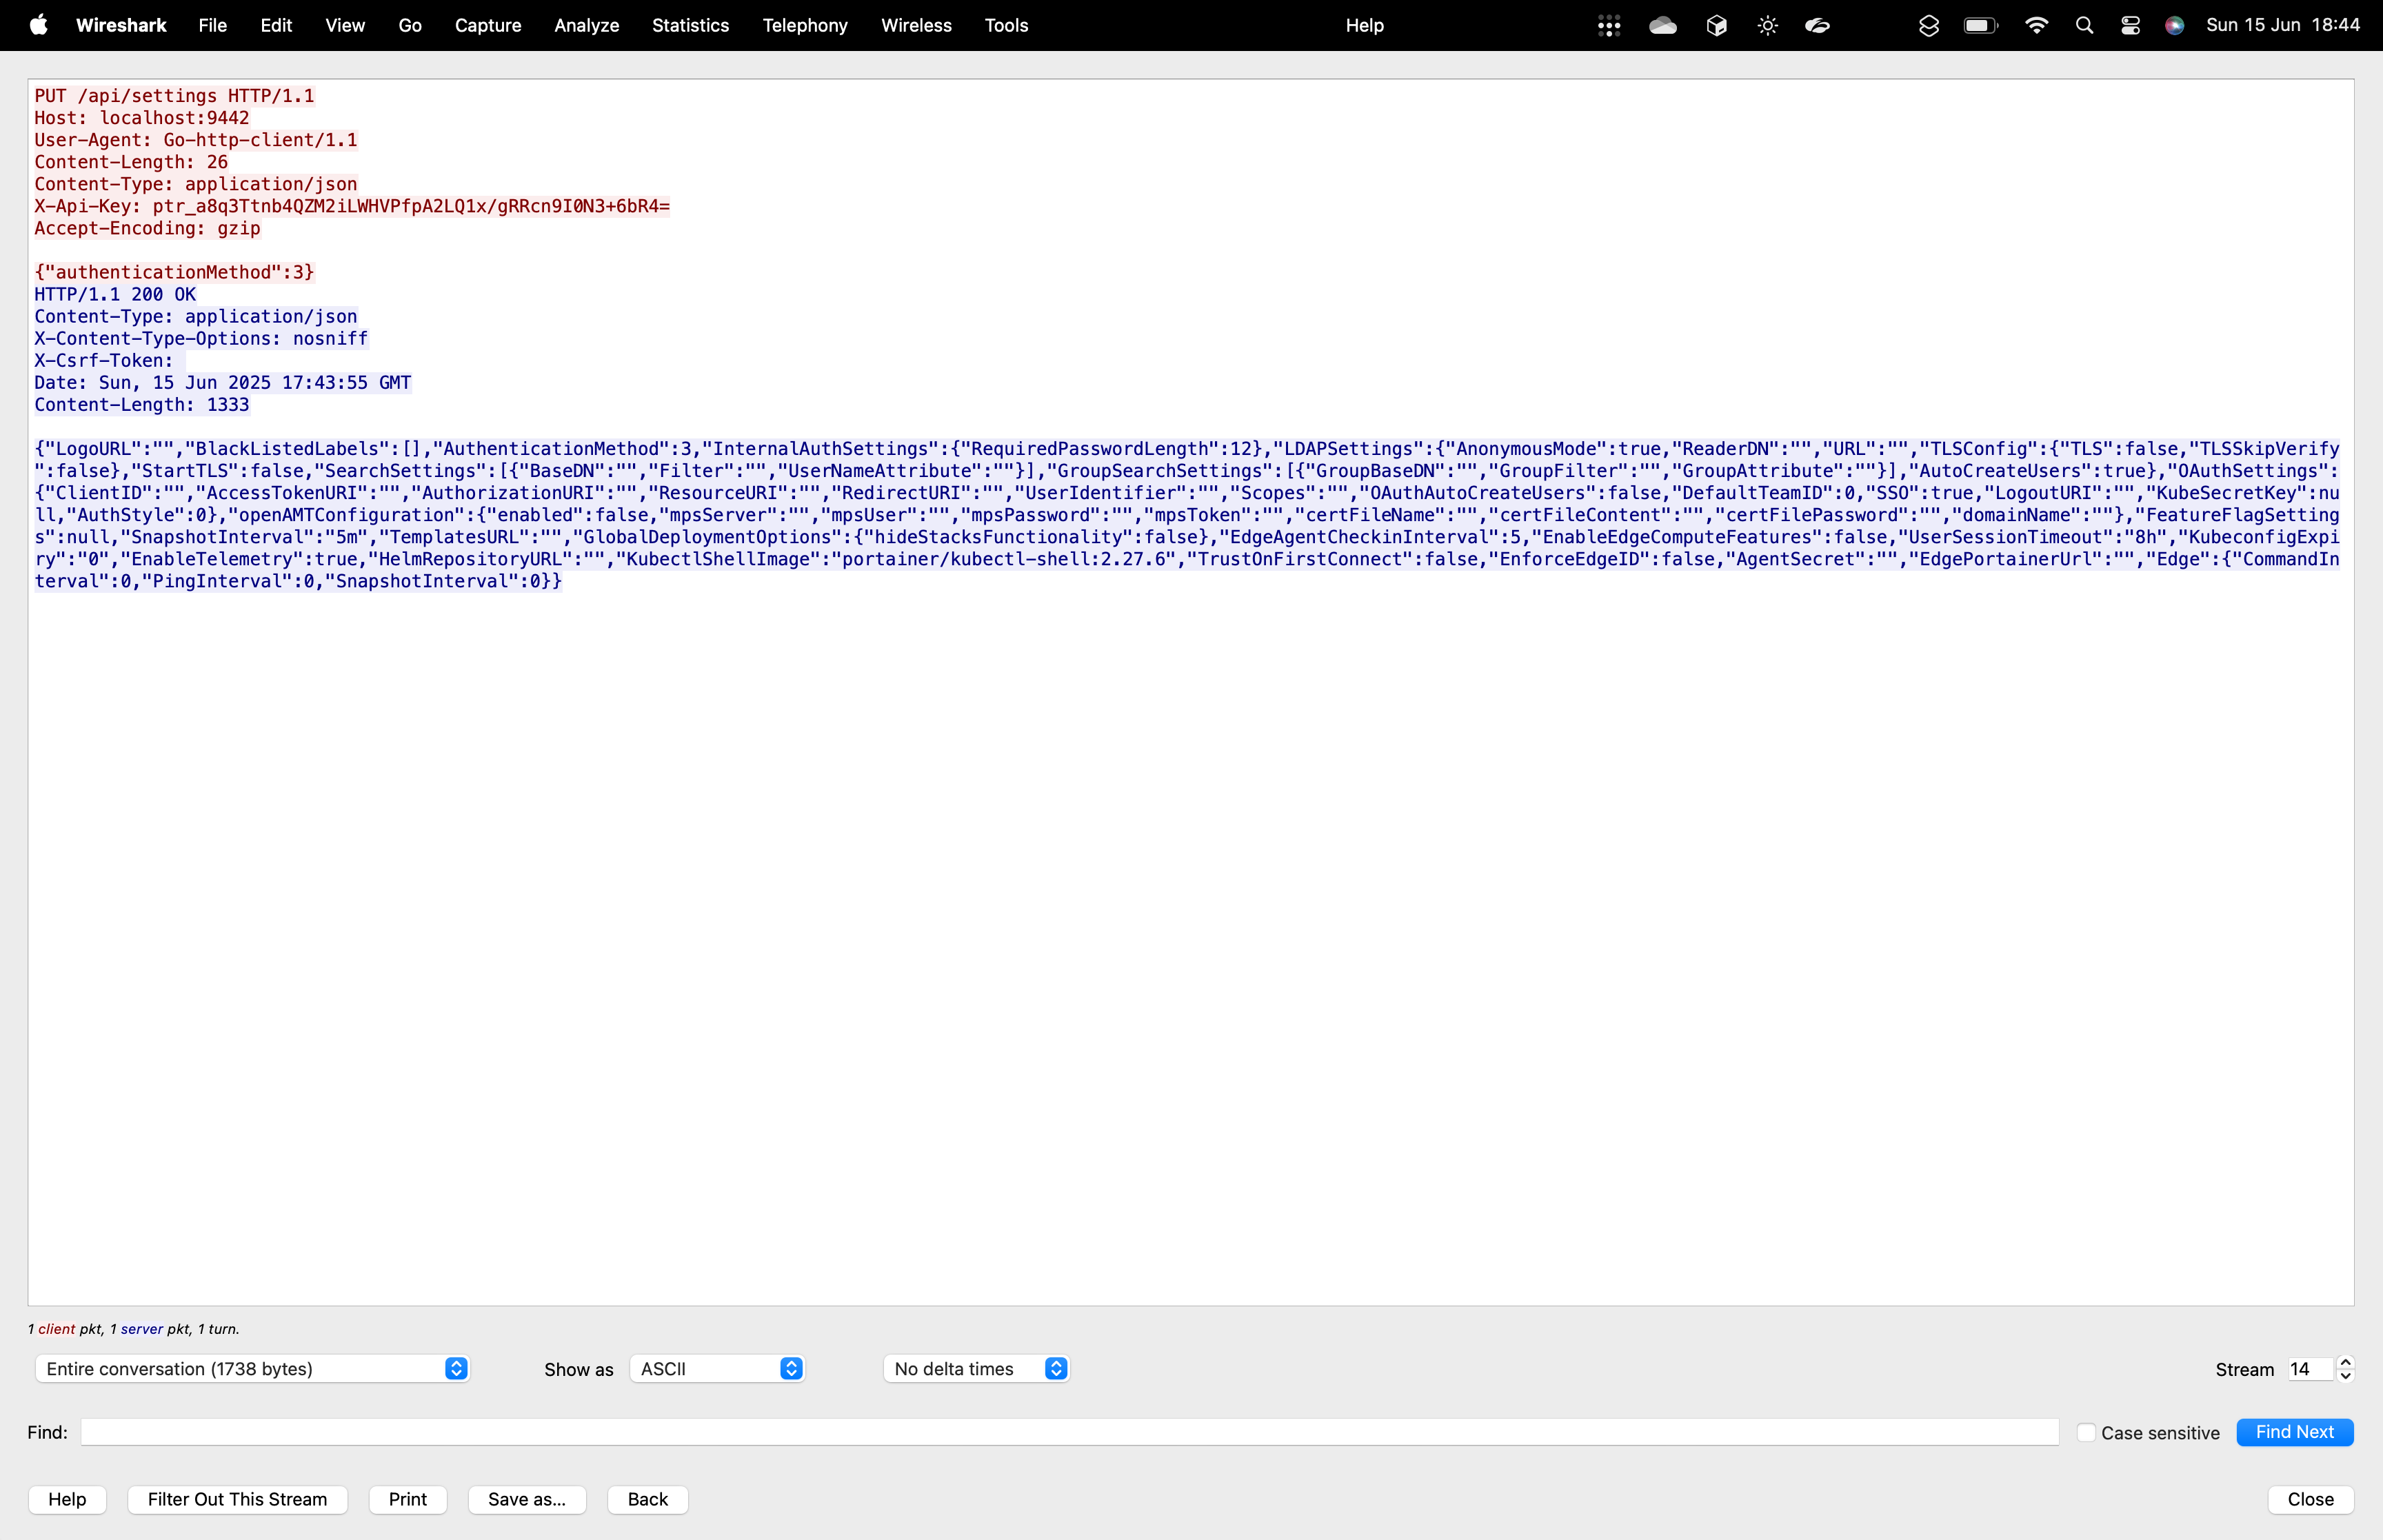 Wireshark File Edit View Go Capture Analyze Statistics Telephony Wireless Tools Help Sun 15 Jun 18:44
PUT /api/settings HTTP/1.1
Host: localhost:9442
User-Agent: Go-http-client/1.1
Content-Length: 26
Content-Type: application/json
X-Api-Key: ptr_a8q3Ttnb4QZM2iLWHVPfpA2LQ1x/gRRcn9I0N3+6bR4=
Accept-Encoding: gzip
{"authenticationMethod":3}
HTTP/1.1 200 OK
Content-Type: application/json
X-Content-Type-Options: nosniff
X-Csrf-Token:
Date: Sun, 15 Jun 2025 17:43:55 GMT
Content-Length: 1333
{"LogoURL":"","BlackListedLabels":[],"AuthenticationMethod":3,"InternalAuthSettings":{"RequiredPasswordLength":12},"LDAPSettings":{"AnonymousMode":true,"ReaderDN":"","URL":"","TLSConfig":{"TLS":false,"TLSSkipVerify
":false},"StartTLS":false,"SearchSettings":[{"BaseDN":"","Filter":"","UserNameAttribute":""}],"GroupSearchSettings":[{"GroupBaseDN":"","GroupFilter":"","GroupAttribute":""}],"AutoCreateUsers":true},"OAuthSettings":
{"ClientID":"","AccessTokenURI":"","AuthorizationURI":"","ResourceURI":"","RedirectURI":"","UserIdentifier":"","Scopes":"","OAuthAutoCreateUsers":false,"DefaultTeamID":0,"SSO":true,"LogoutURI":"","KubeSecretKey":nu
ll,"AuthStyle":0},"openAMTConfiguration":{"enabled":false,"mpsServer":"","mpsUser":"","mpsPassword":"","mpsToken":"","certFileName":"","certFileContent":"","certFilePassword":"","domainName":""},"FeatureFlagSetting
s":null,"SnapshotInterval":"5m","TemplatesURL":"","GlobalDeploymentOptions":{"hideStacksFunctionality":false},"EdgeAgentCheckinInterval":5,"EnableEdgeComputeFeatures":false,"UserSessionTimeout":"8h","KubeconfigExpi
ry":"0","EnableTelemetry":true,"HelmRepositoryURL":"","KubectlShellImage":"portainer/kubectl-shell:2.27.6","TrustOnFirstConnect":false,"EnforceEdgeID":false,"AgentSecret":"","EdgePortainerUrl":"","Edge":{"CommandIn
terval":0,"PingInterval":0,"SnapshotInterval":0}}
1 client pkt, 1 server pkt, 1 turn.
Entire conversation (1738 bytes) Show as ASCII No delta times Stream 14
Find: Case sensitive Find Next
Help Filter Out This Stream Print Save as... Back Close